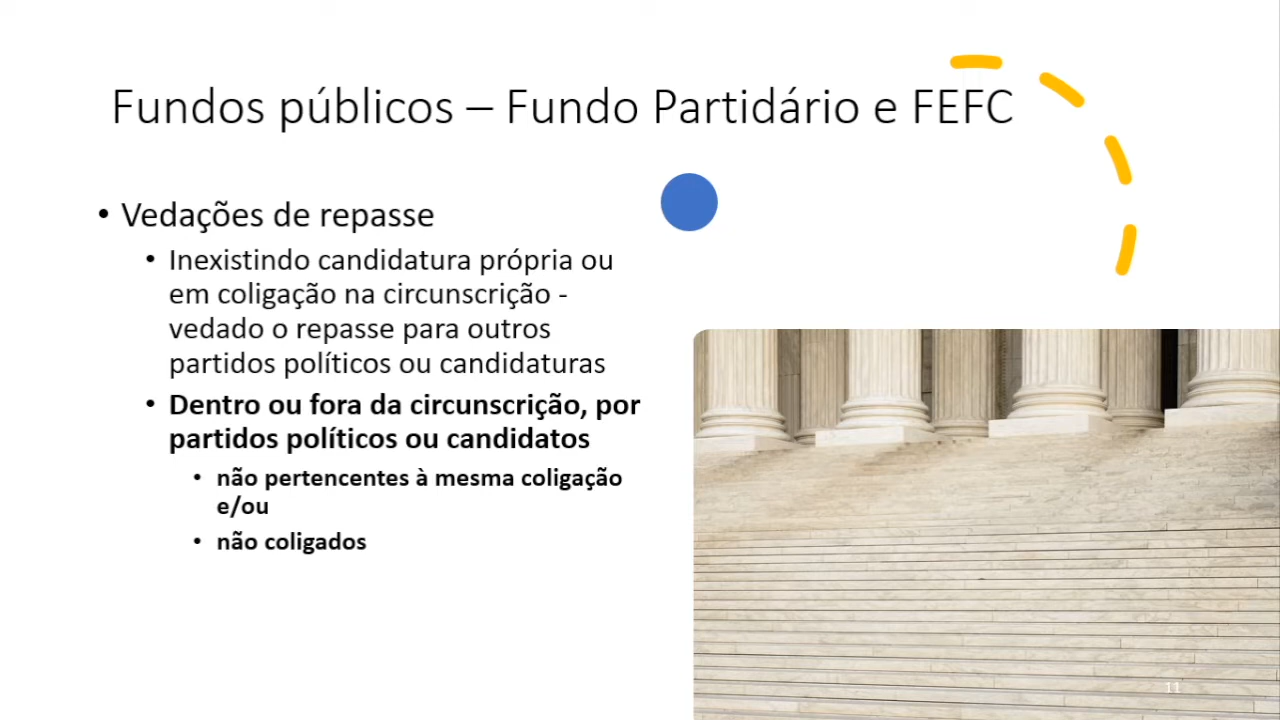 Fundos públicos – Fundo Partidário e FEFC
• Vedações de repasse
• Inexistindo candidatura própria ou
em coligação na circunscrição -
vedado o repasse para outros
partidos políticos ou candidaturas
• Dentro ou fora da circunscrição, por
partidos políticos ou candidatos
• não pertencentes à mesma coligação
e/ou
• não coligados
11